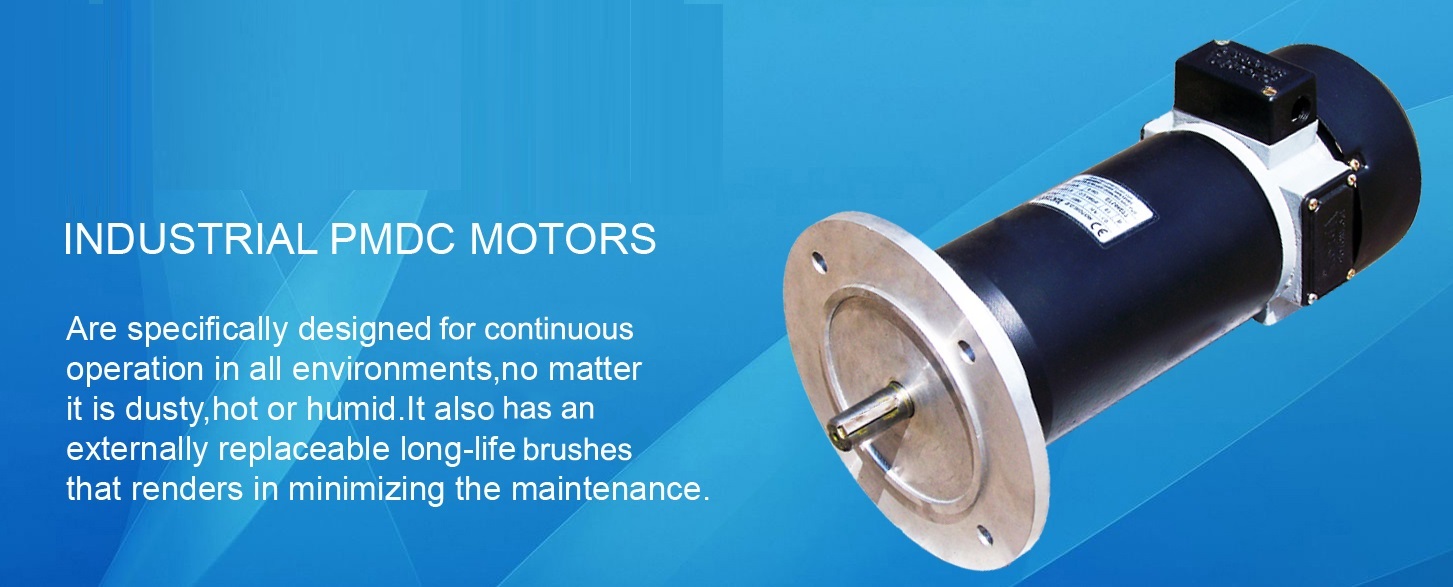 INDUSTRIAL PMDC MOTORS
Are specifically designed for continuous
operation in all environments,no matter
it is dusty,hot or humid.It also has an
externally replaceable long-life brushes
that renders in minimizing the maintenance.
CE